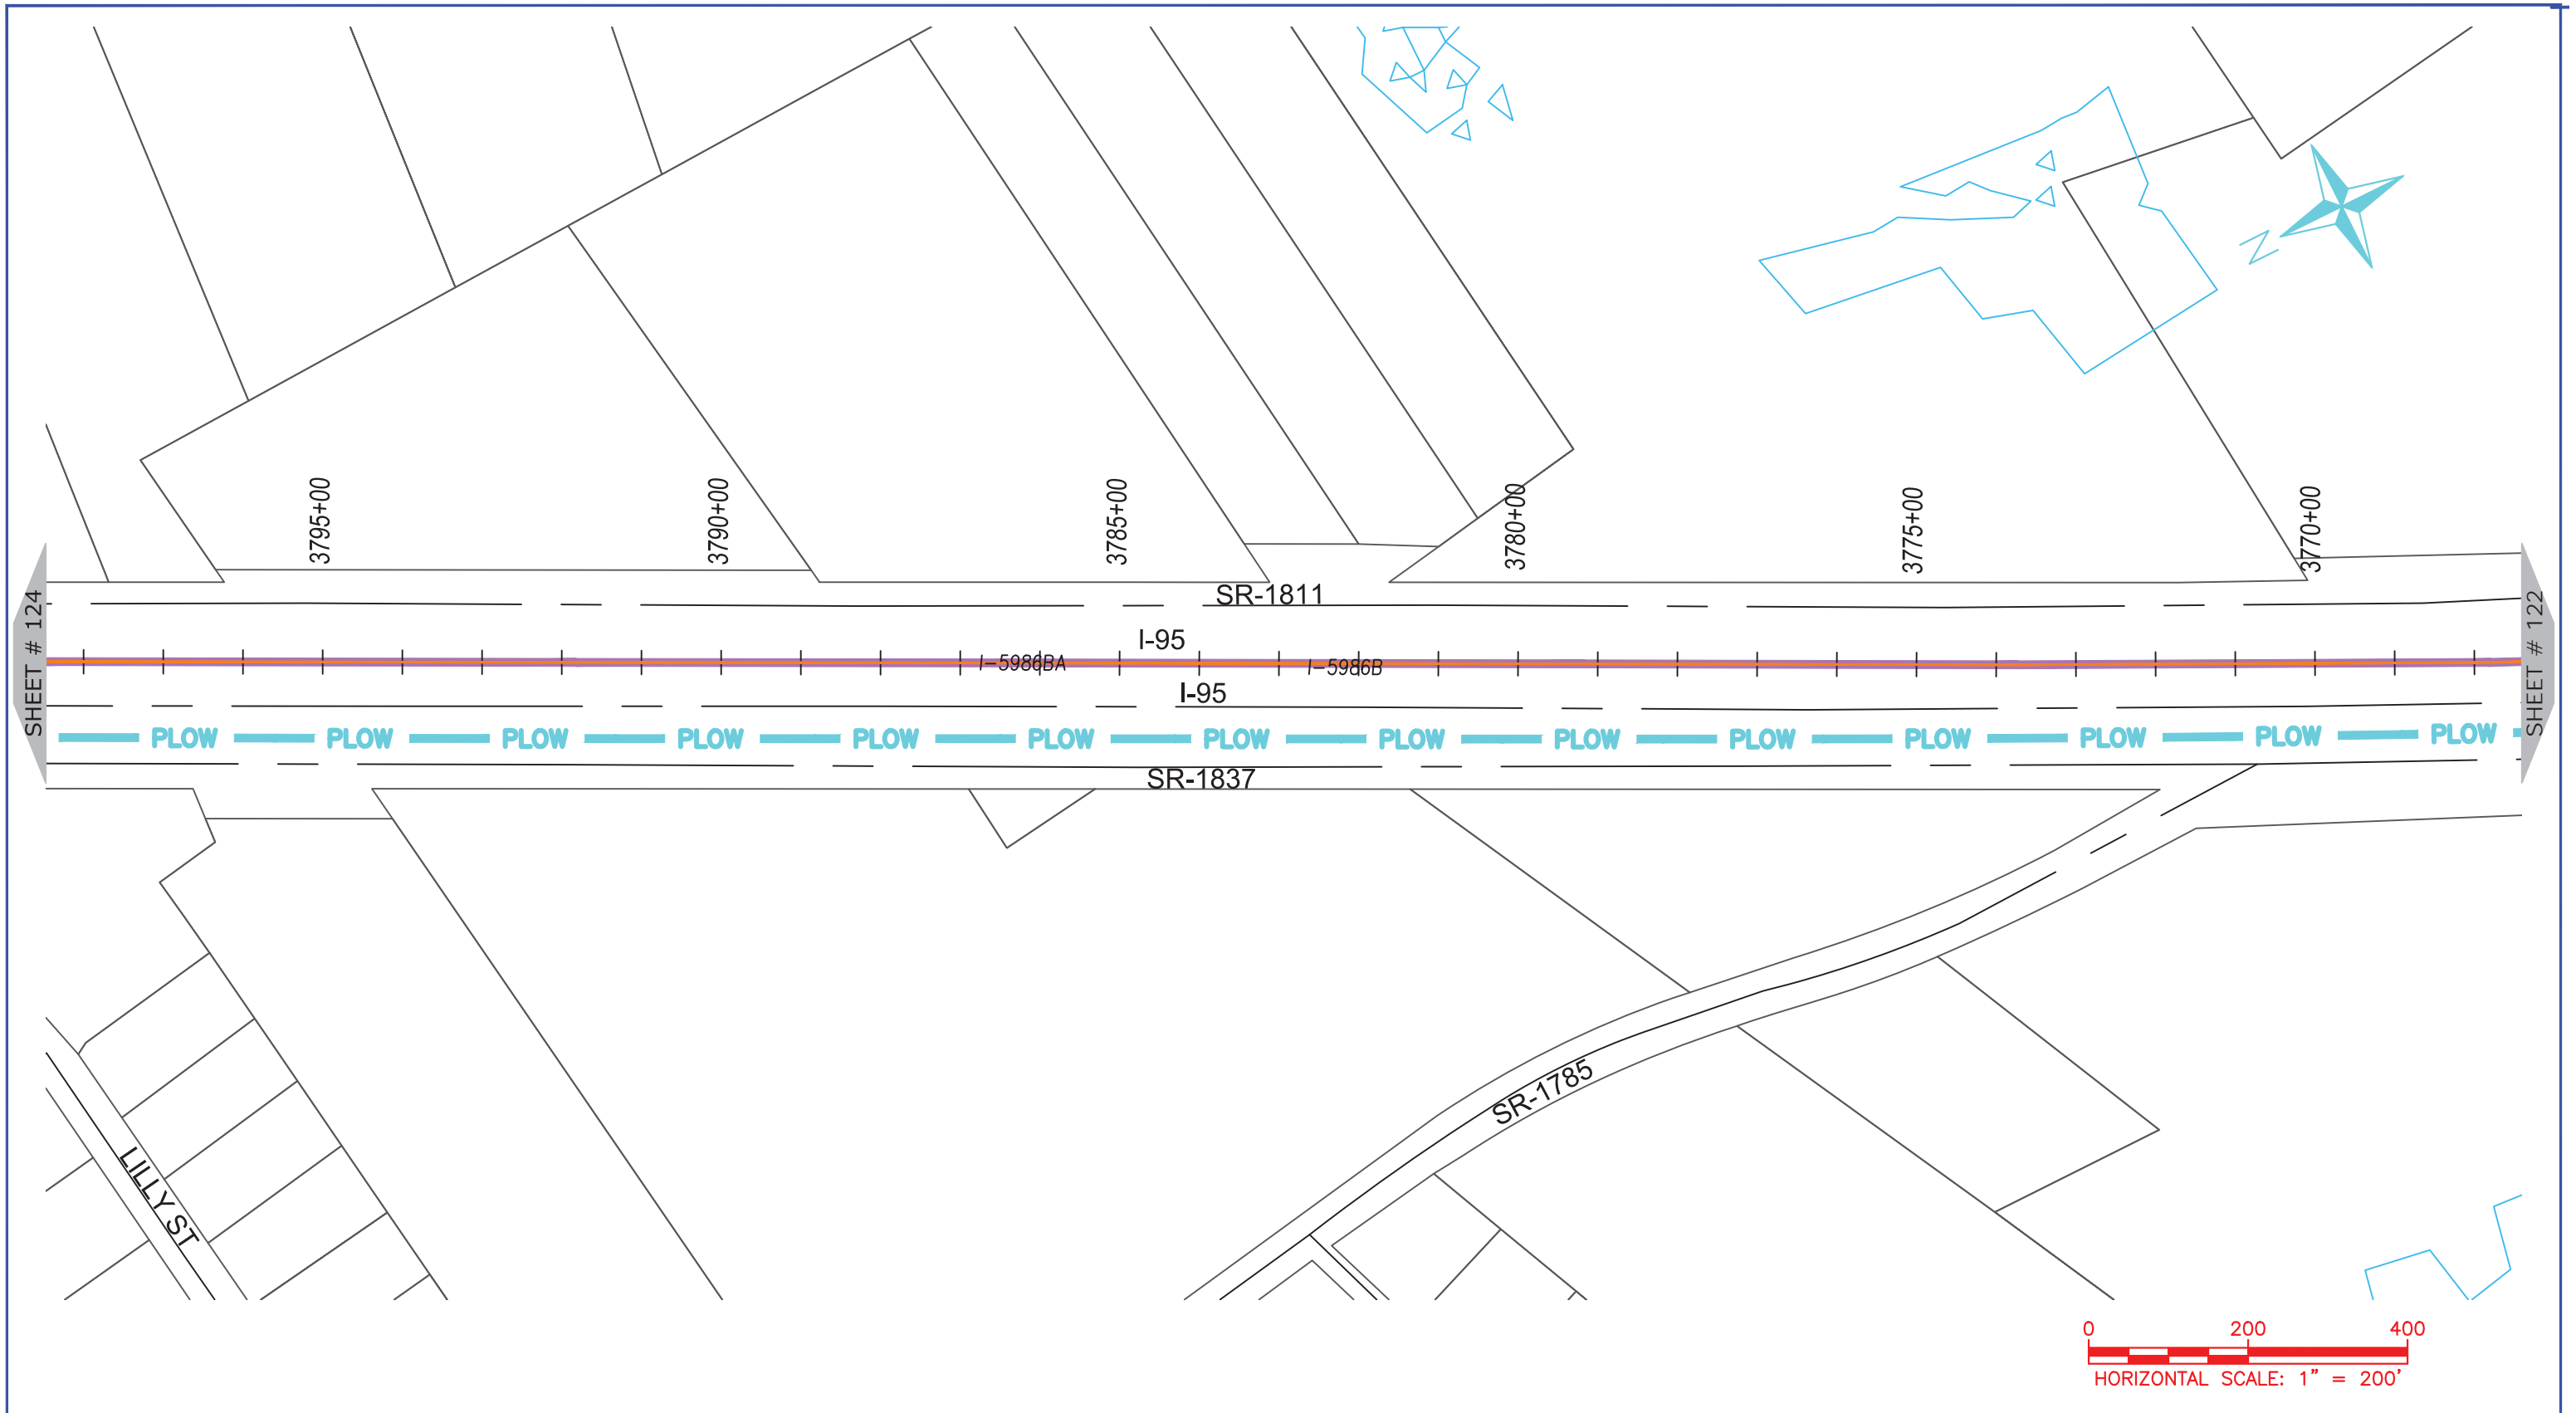 N
3795+00
3790+00
3785+00
3780+00
3775+00
3770+00
SR-1811
I-95
I-5986BA
I-5986B
I-95
SHEET # 124
SHEET # 122
PLOW PLOW PLOW PLOW PLOW PLOW PLOW PLOW PLOW PLOW PLOW PLOW PLOW PLOW
SR-1837
SR-1785
LILLY ST
0 200 400
HORIZONTAL SCALE: 1" = 200'